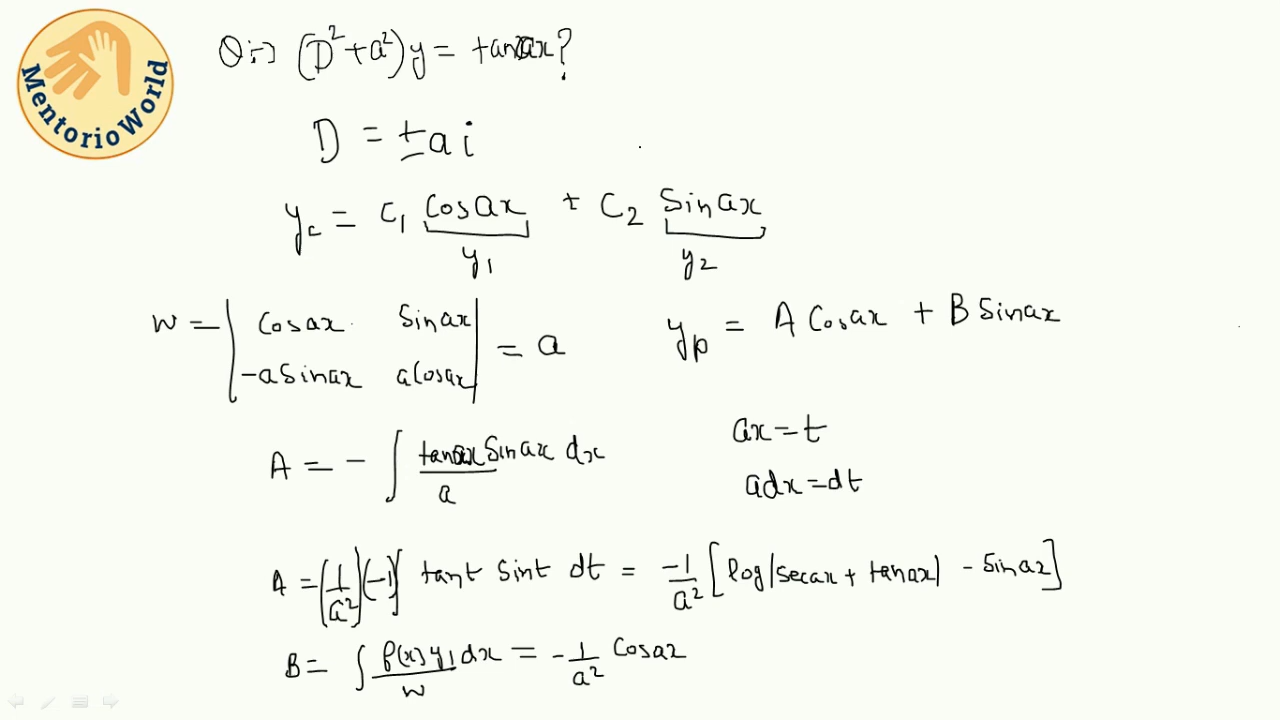 MentorioWorld
Q:-) (D²+a²)y = tanax?
D = ±ai
y_c = C₁ Cosax + C₂ Sinax
y₁ y₂
W = | Cosax Sinax |
| -aSinax aCosax | = a
y_p = A Cosax + B Sinax
A = - ∫ tanax Sinax / a dx
ax = t
adx = dt
A = (1/a²)(-1)∫ tant Sint dt = -1/a² [log|secax + tanax| - Sinax]
B = ∫ f(x) y₁ / W dx = - 1/a² Cosax